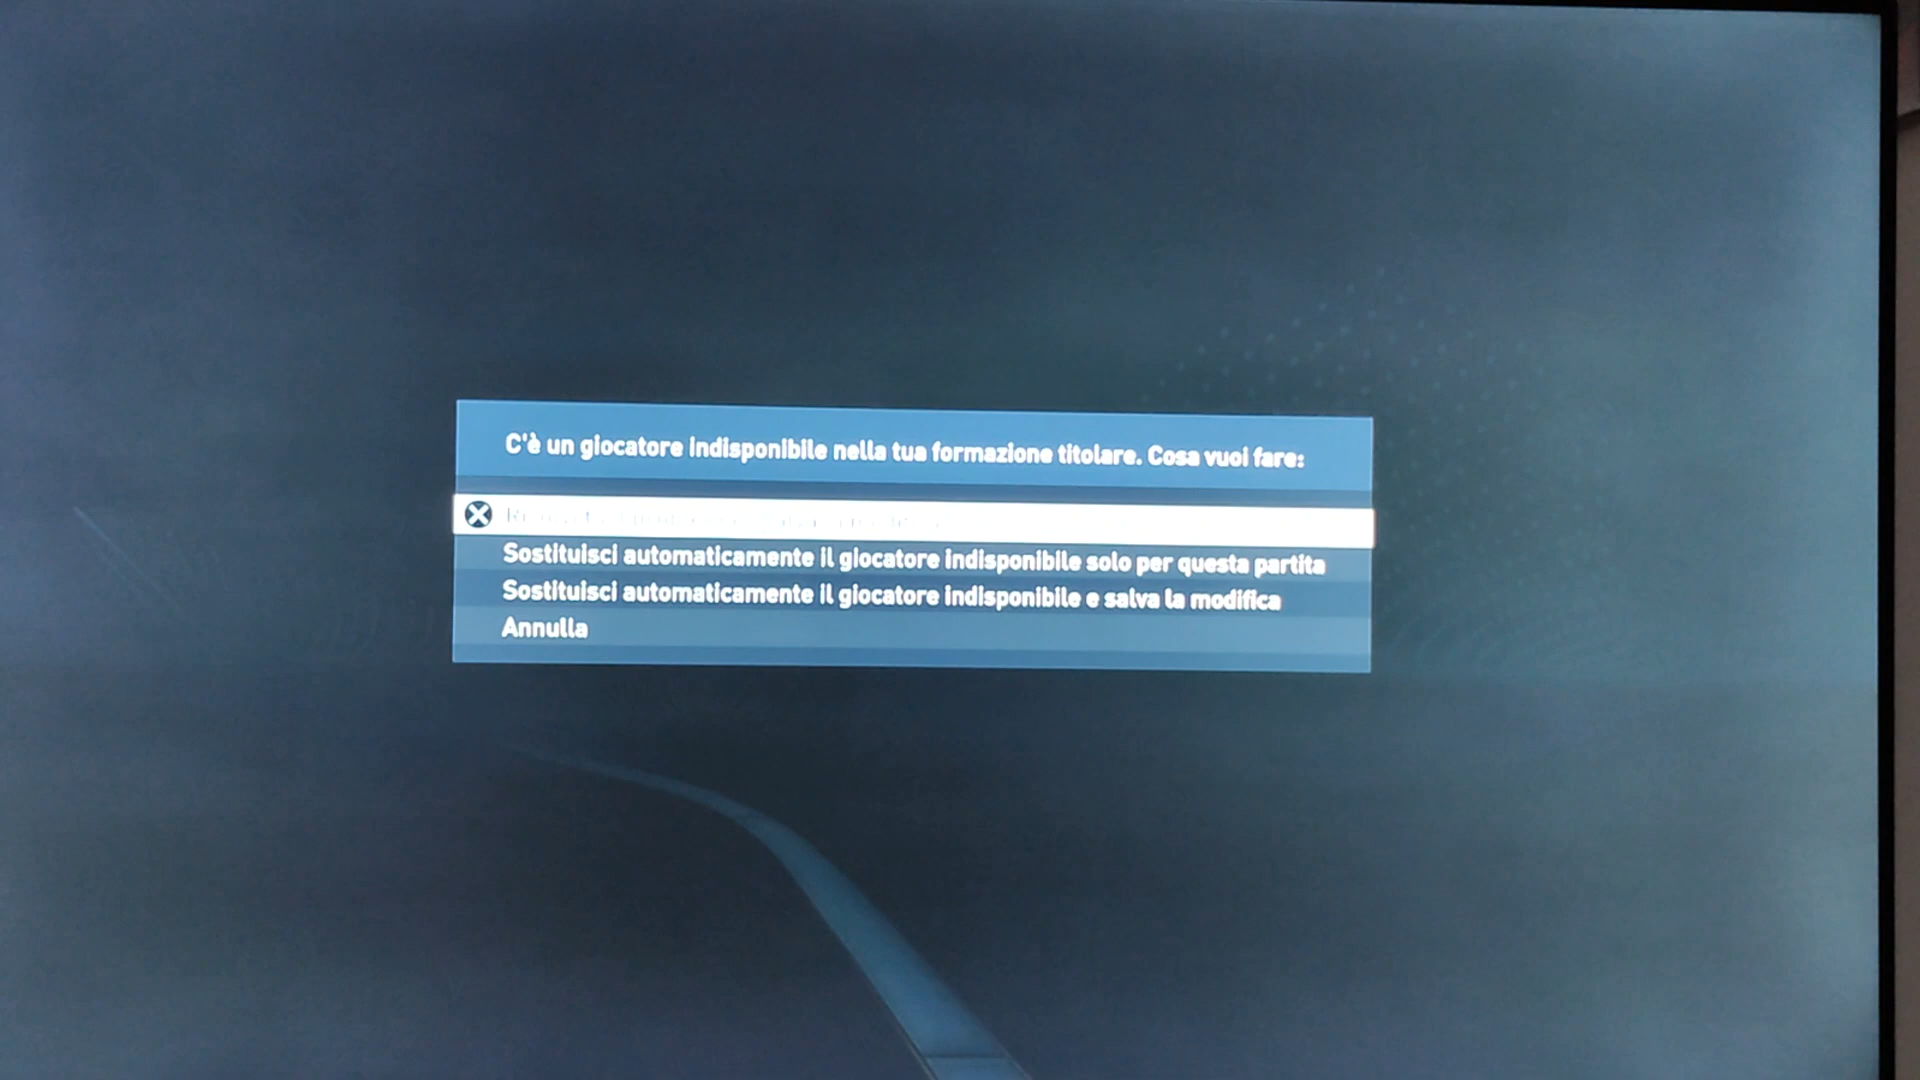 C'è un giocatore indisponibile nella tua formazione titolare. Cosa vuoi fare:
Sostituisci automaticamente il giocatore indisponibile solo per questa partita
Sostituisci automaticamente il giocatore indisponibile e salva la modifica
Annulla